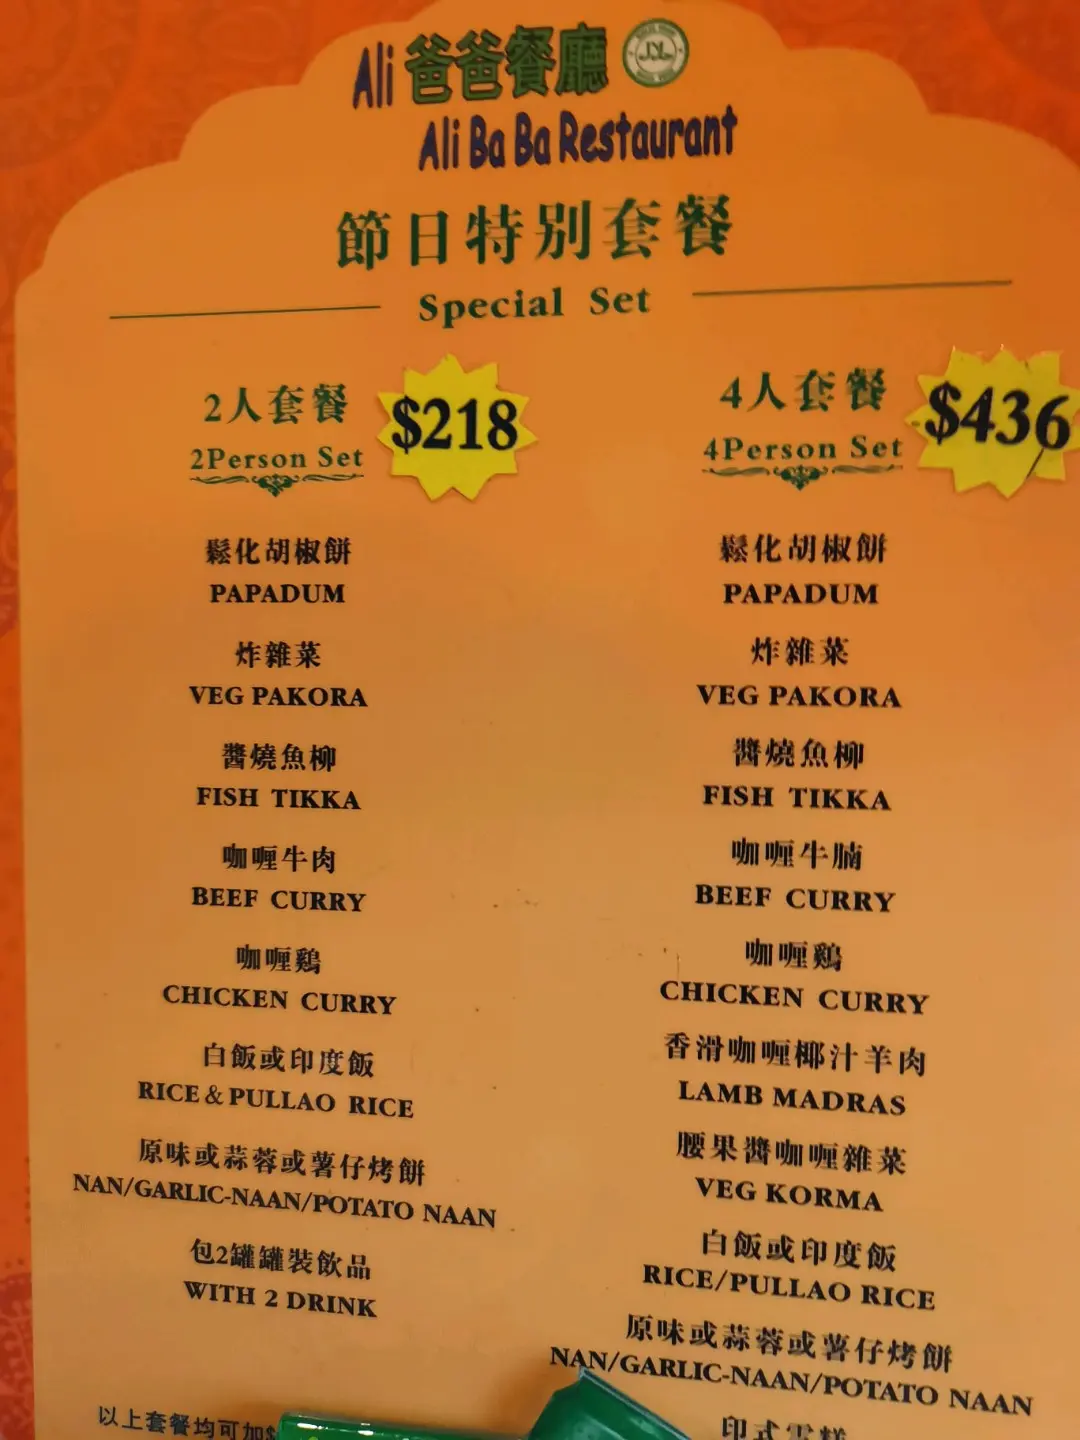 Ali 爸爸餐廳
Ali Ba Ba Restaurant
節日特別套餐
Special Set
2人套餐
2Person Set
$218
鬆化胡椒餅
PAPADUM
炸雜菜
VEG PAKORA
醬燒魚柳
FISH TIKKA
咖喱牛肉
BEEF CURRY
咖喱鷄
CHICKEN CURRY
白飯或印度飯
RICE & PULLAO RICE
原味或蒜蓉或薯仔烤餅
NAN/GARLIC-NAAN/POTATO NAAN
包2罐罐裝飲品
WITH 2 DRINK
以上套餐均可加$
4人套餐
4Person Set
$436
鬆化胡椒餅
PAPADUM
炸雜菜
VEG PAKORA
醬燒魚柳
FISH TIKKA
咖喱牛腩
BEEF CURRY
咖喱鷄
CHICKEN CURRY
香滑咖喱椰汁羊肉
LAMB MADRAS
腰果醬咖喱雜菜
VEG KORMA
白飯或印度飯
RICE/PULLAO RICE
原味或蒜蓉或薯仔烤餅
NAN/GARLIC-NAAN/POTATO NAAN
印式雪糕